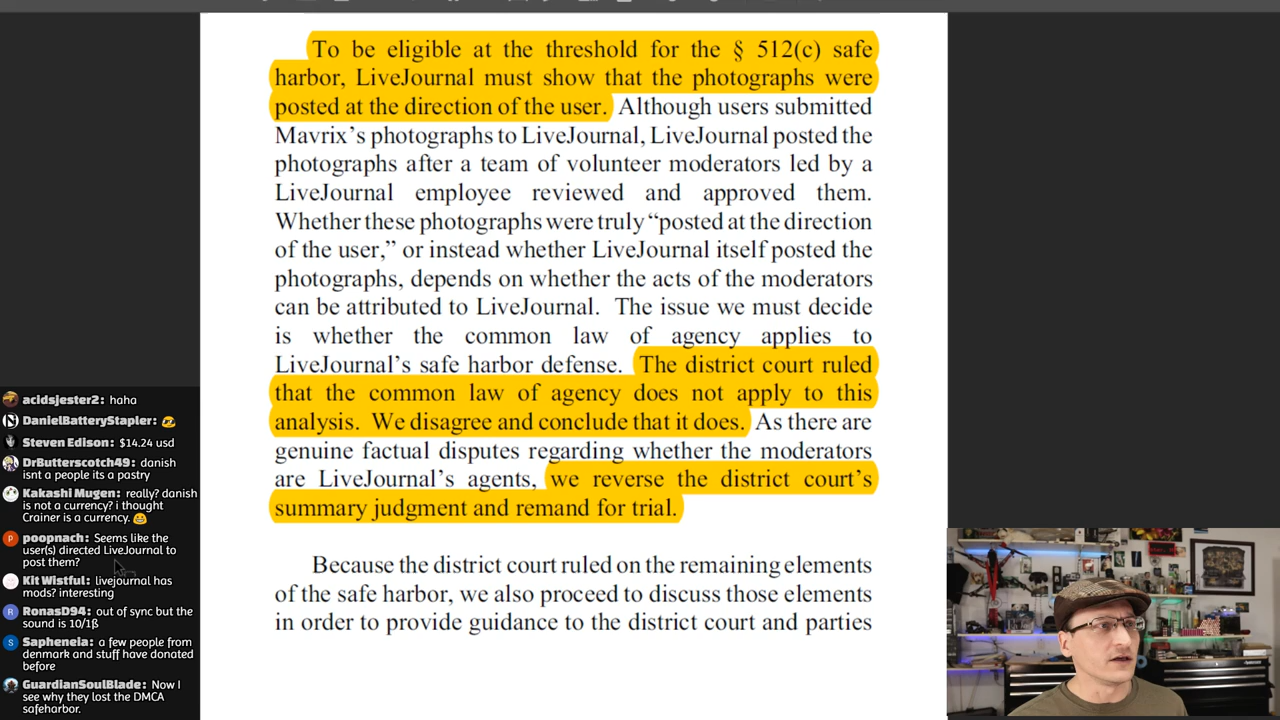 To be eligible at the threshold for the § 512(c) safe
harbor, LiveJournal must show that the photographs were
posted at the direction of the user. Although users submitted
Mavrix’s photographs to LiveJournal, LiveJournal posted the
photographs after a team of volunteer moderators led by a
LiveJournal employee reviewed and approved them.
Whether these photographs were truly “posted at the direction
of the user,” or instead whether LiveJournal itself posted the
photographs, depends on whether the acts of the moderators
can be attributed to LiveJournal. The issue we must decide
is whether the common law of agency applies to
LiveJournal’s safe harbor defense. The district court ruled
that the common law of agency does not apply to this
analysis. We disagree and conclude that it does. As there are
genuine factual disputes regarding whether the moderators
are LiveJournal’s agents, we reverse the district court’s
summary judgment and remand for trial.
Because the district court ruled on the remaining elements
of the safe harbor, we also proceed to discuss those elements
in order to provide guidance to the district court and parties
acidsjester2: haha
DanielBatteryStapler:
Steven Edison: $14.24 usd
DrButterscotch49: danish
isnt a people its a pastry
Kakashi Mugen: really? danish
is not a currency? i thought
Crainer is a currency.
poopnach: Seems like the
user(s) directed LiveJournal to
post them?
Kit Wistful: livejournal has
mods? interesting
RonasD94: out of sync but the
sound is 10/1ß
Sapheneia: a few people from
denmark and stuff have donated
before
GuardianSoulBlade: Now I
see why they lost the DMCA
safeharbor.